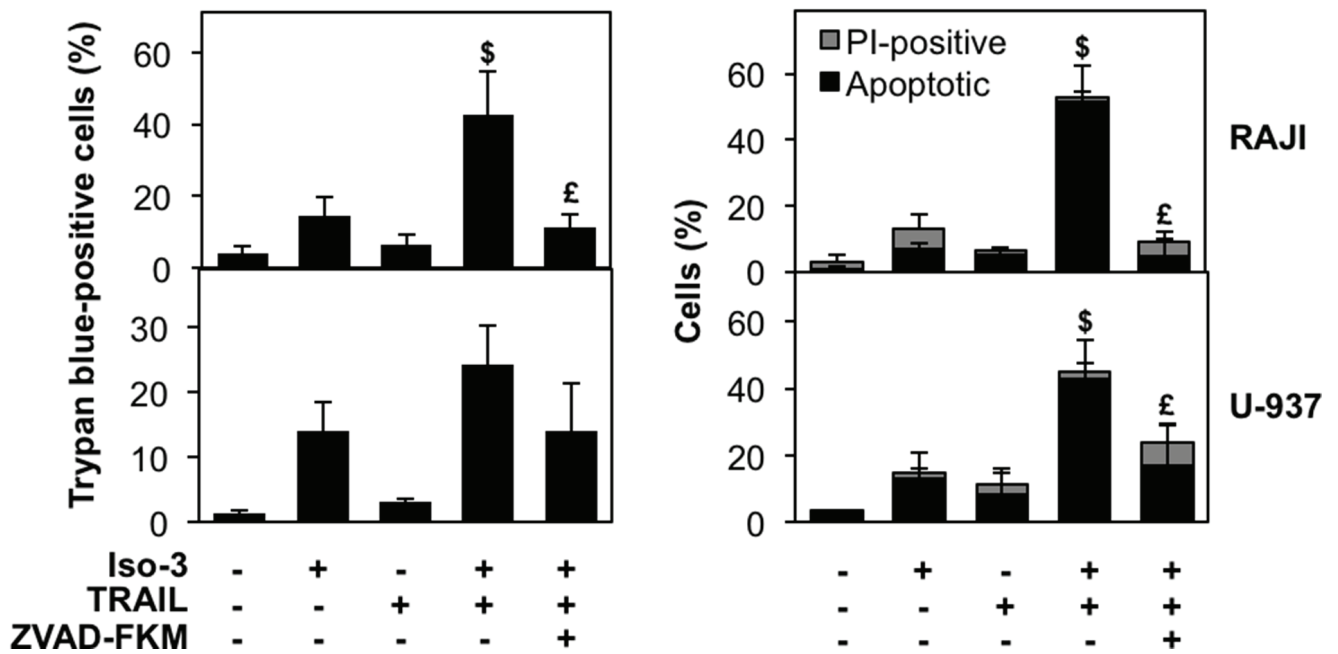 Trypan blue-positive cells (%)
60
40
20
0
$
£
30
20
10
0
Cells (%)
PI-positive
Apoptotic
60
40
20
0
$
£
RAJI
60
40
20
0
$
£
U-937
Iso-3 - + - + + - + - + +
TRAIL - - + + + - - + + +
ZVAD-FKM - - - - + - - - - +